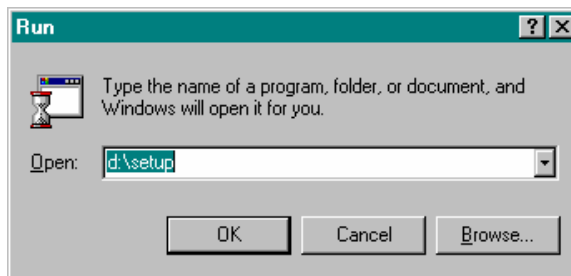 Run
Type the name of a program, folder, or document, and
Windows will open it for you.
Open: d:\setup
OK Cancel Browse...